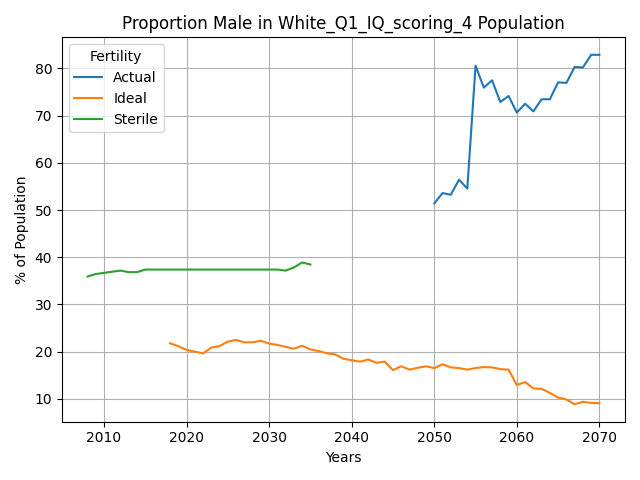 Proportion Male in White_Q1_IQ_scoring_4 Population
Fertility
Actual
Ideal
Sterile
% of Population
80
70
60
50
40
30
20
10
2010 2020 2030 2040 2050 2060 2070
Years